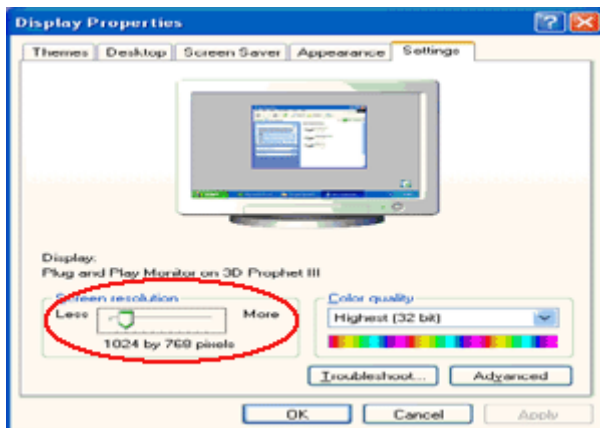 Display Properties
Themes Desktop Screen Saver Appearance Settings
Display:
Plug and Play Monitor on 3D Prophet III
Screen resolution
Less More
1024 by 768 pixels
Color quality
Highest (32 bit)
Troubleshoot... Advanced
OK Cancel Apply